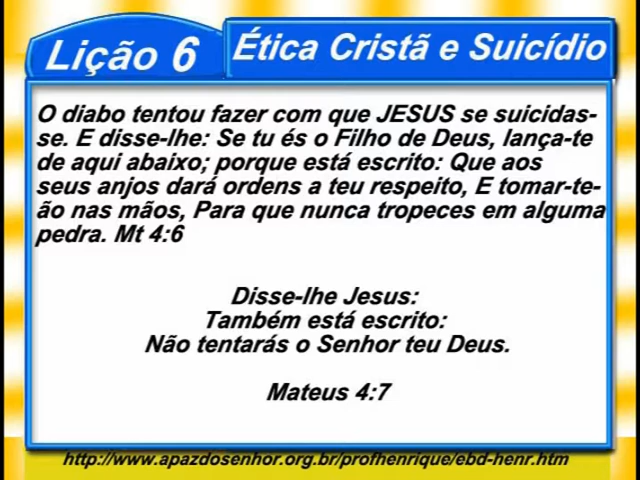 Lição 6
Ética Cristã e Suicídio
O diabo tentou fazer com que JESUS se suicidas-
se. E disse-lhe: Se tu és o Filho de Deus, lança-te
de aqui abaixo; porque está escrito: Que aos
seus anjos dará ordens a teu respeito, E tomar-te-
ão nas mãos, Para que nunca tropeces em alguma
pedra. Mt 4:6
Disse-lhe Jesus:
Também está escrito:
Não tentarás o Senhor teu Deus.
Mateus 4:7
http://www.apazdosenhor.org.br/profhenrique/ebd-henr.htm